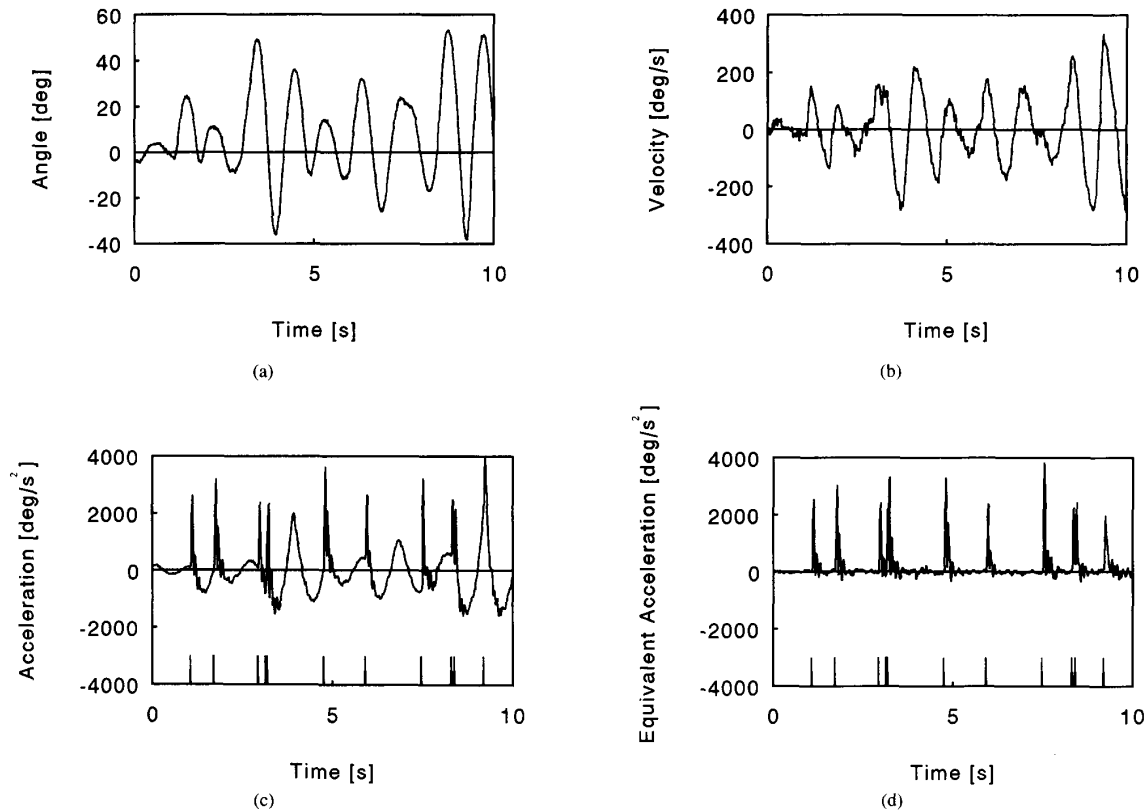 Angle [deg]
60
40
20
0
-20
-40
0 5 10
Time [s]
(a)
Velocity [deg/s]
400
200
0
-200
-400
0 5 10
Time [s]
(b)
Acceleration [deg/s²]
4000
2000
0
-2000
-4000
0 5 10
Time [s]
(c)
Equivalent Acceleration [deg/s²]
4000
2000
0
-2000
-4000
0 5 10
Time [s]
(d)